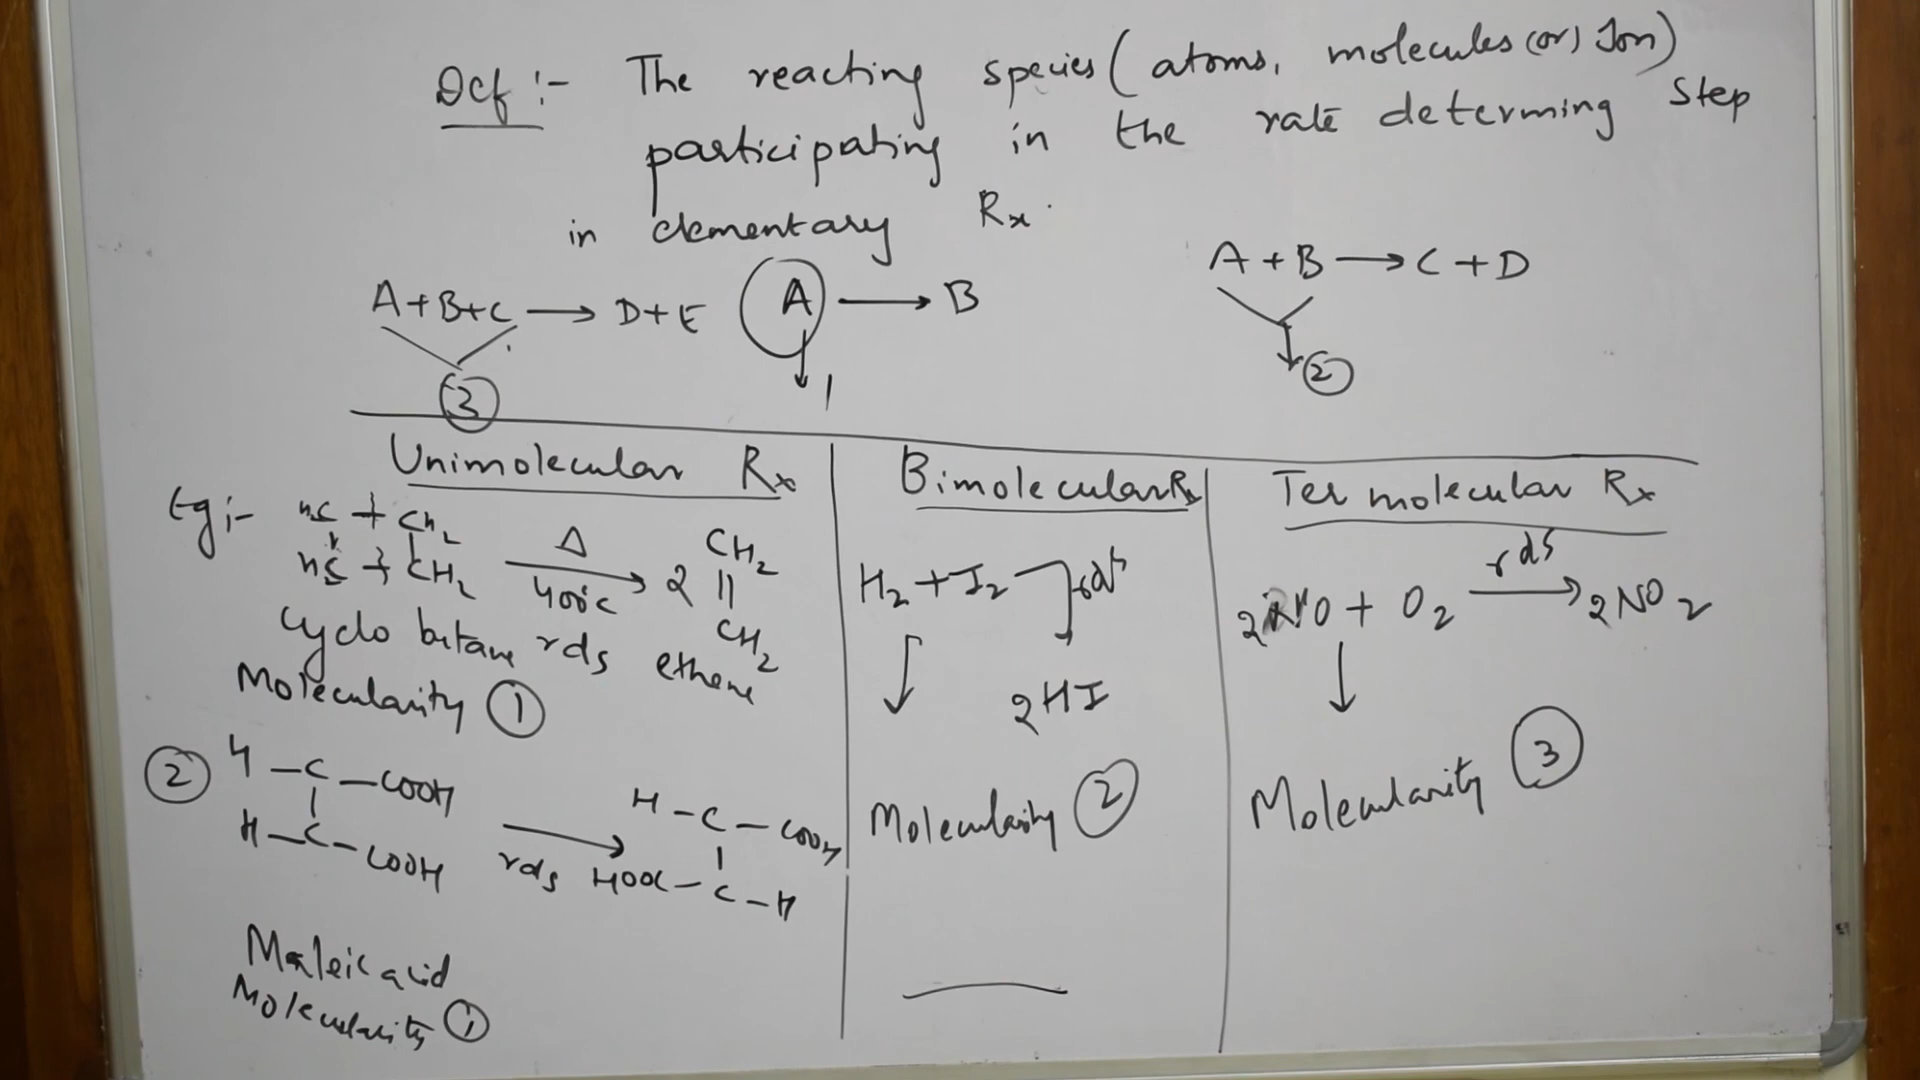 Def :- The reacting species (atoms, molecules (or) Ion)
participating in the rate determining Step
in elementary Rx.
A+B+C → D+E
3
A → B
1
A + B → C + D
2
Unimolecular Rx
Eg:-
CH2
CH2
Δ
400°C
2 CH2
||
CH2
Cyclo butane rds ethene
Molecularity 1
2
H – C – COOH
|
H – C – COOH
rds
H – C – COOH
|
HOOC – C – H
Maleic acid
Molecularity 1
Bimolecular Rx
H2 + I2
rds
2HI
Molecularity 2
Ter molecular Rx
rds
2NO + O2 → 2NO2
Molecularity 3